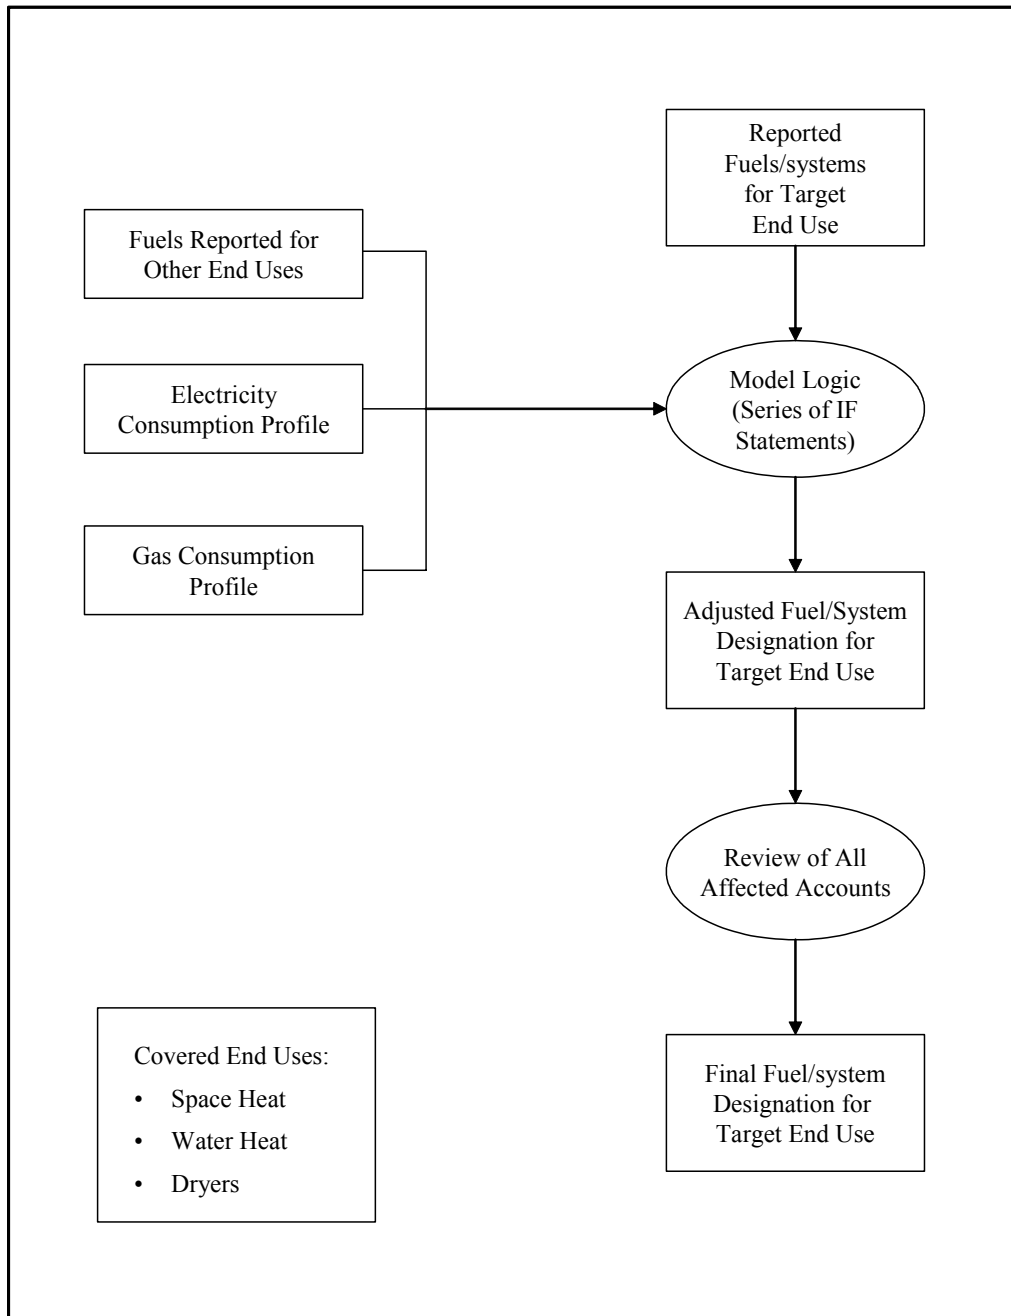 Reported
Fuels/systems
for Target
End Use
Fuels Reported for
Other End Uses
Electricity
Consumption Profile
Gas Consumption
Profile
Model Logic
(Series of IF
Statements)
Adjusted Fuel/System
Designation for
Target End Use
Review of All
Affected Accounts
Final Fuel/system
Designation for
Target End Use
Covered End Uses:
• Space Heat
• Water Heat
• Dryers